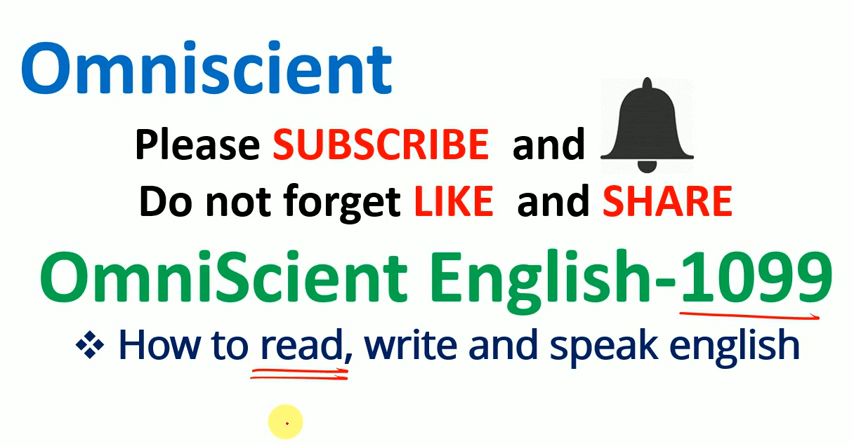 Omniscient
Please SUBSCRIBE and
Do not forget LIKE and SHARE
OmniScient English-1099
❖ How to read, write and speak english